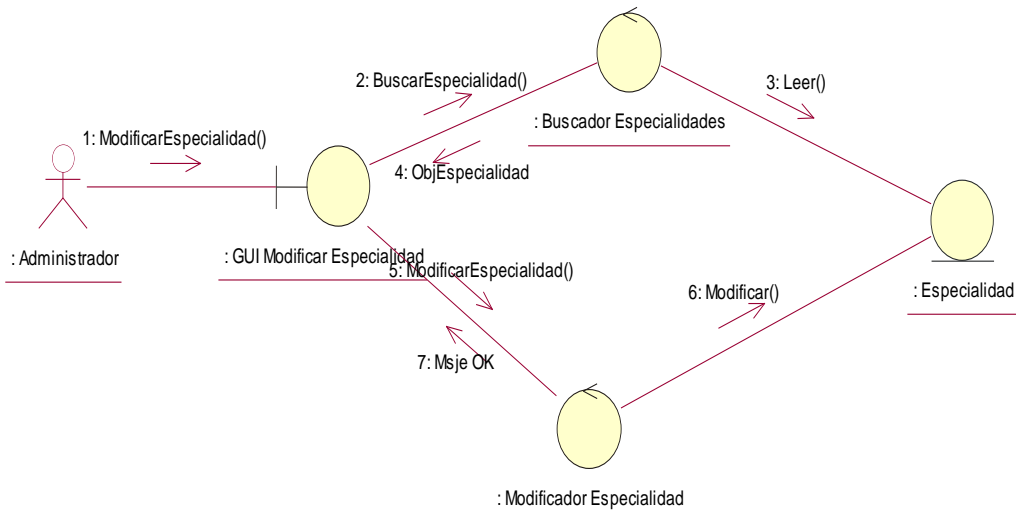 2: BuscarEspecialidad()
3: Leer()
: Buscador Especialidades
1: ModificarEspecialidad()
4: ObjEspecialidad
: Administrador
: GUI Modificar Especialidad
5: ModificarEspecialidad()
6: Modificar()
: Especialidad
7: Msje OK
: Modificador Especialidad